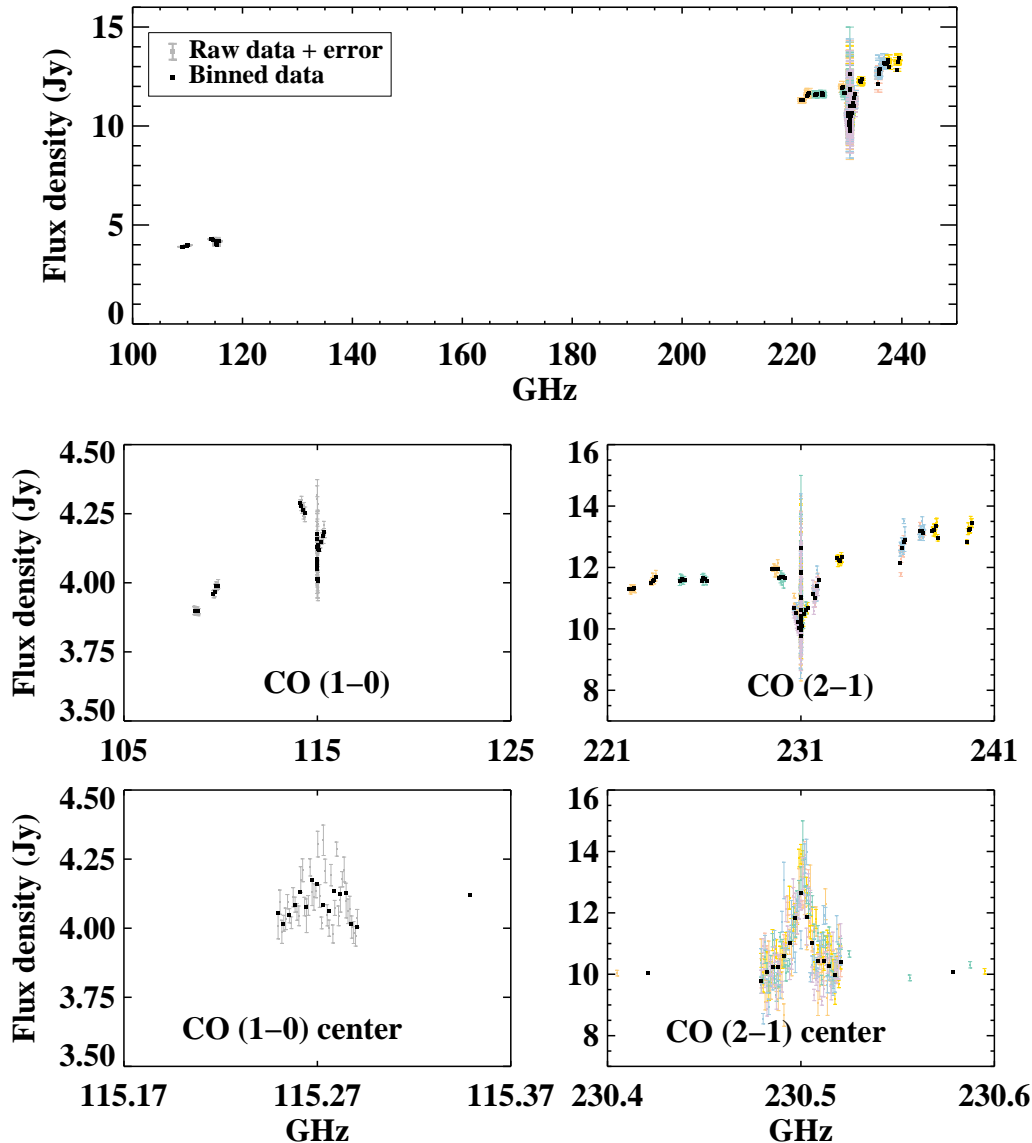 15
10
5
0
Flux density (Jy)
Raw data + error
Binned data
100 120 140 160 180 200 220 240
GHz
4.50
4.25
4.00
3.75
3.50
Flux density (Jy)
CO (1−0)
105 115 125
16
14
12
10
8
CO (2−1)
221 231 241
4.50
4.25
4.00
3.75
3.50
Flux density (Jy)
CO (1−0) center
115.17 115.27 115.37
GHz
16
14
12
10
8
CO (2−1) center
230.4 230.5 230.6
GHz